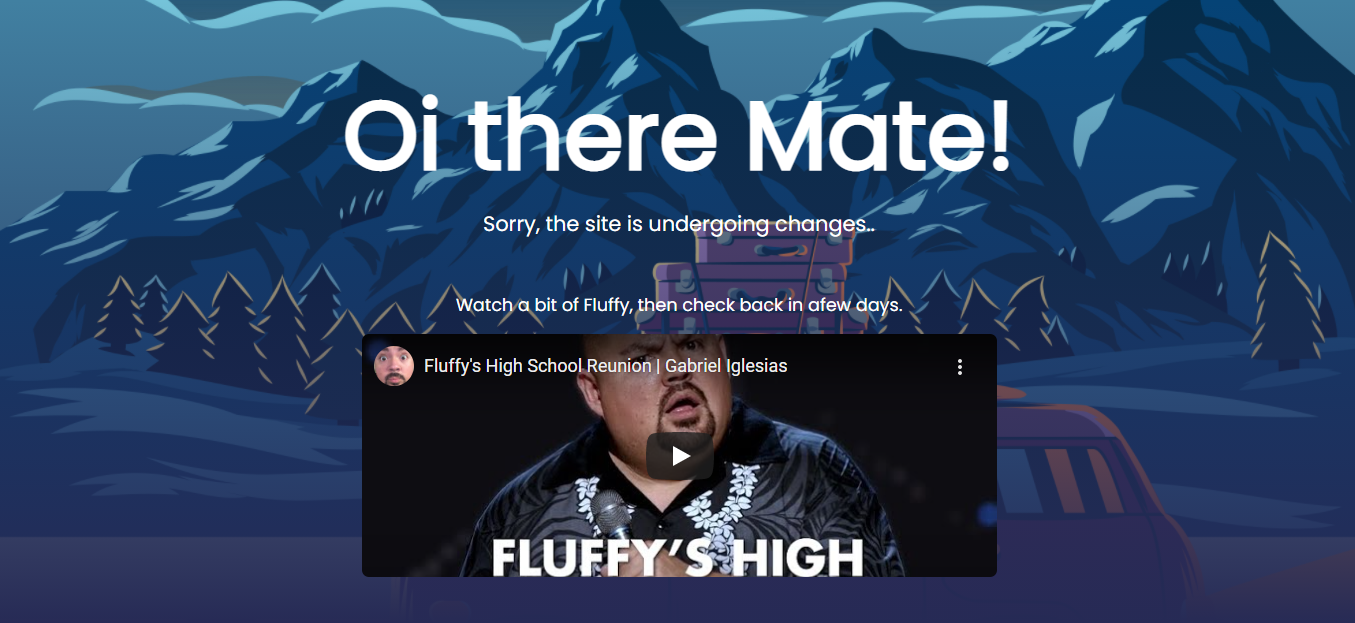 Oi there Mate!
Sorry, the site is undergoing changes..
Watch a bit of Fluffy, then check back in afew days.
Fluffy's High School Reunion | Gabriel Iglesias
FLUFFY'S HIGH